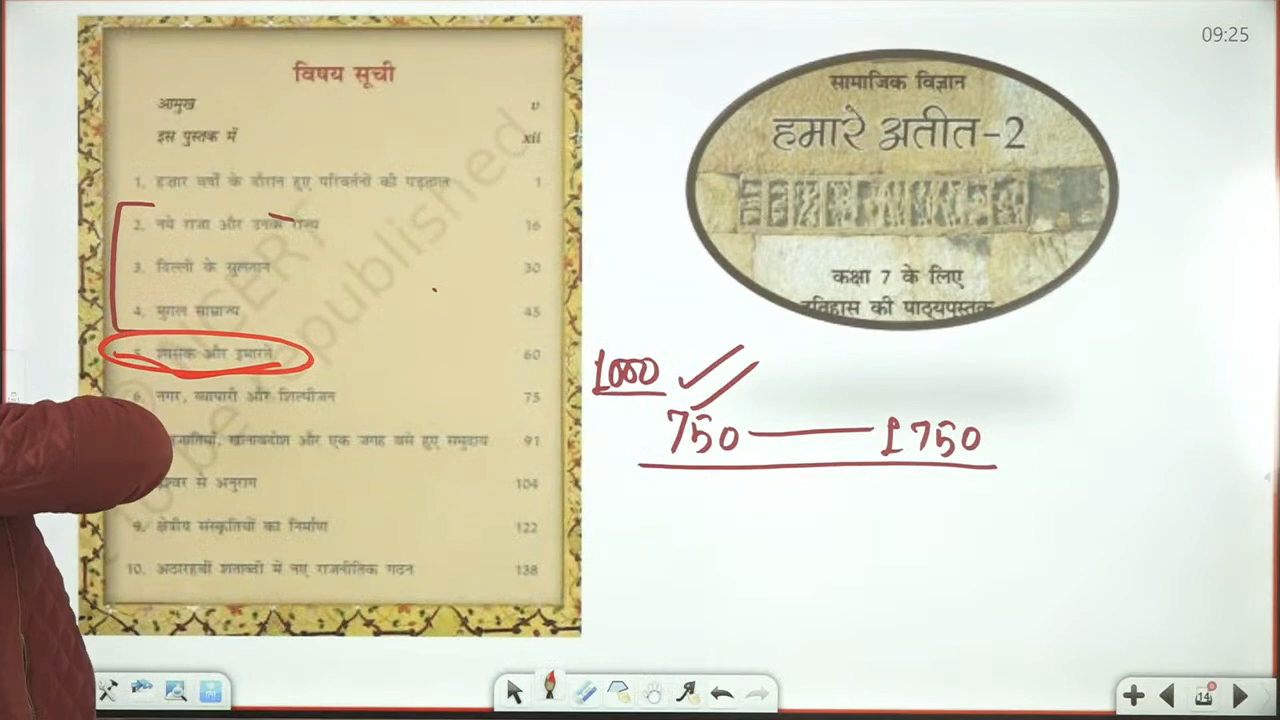 09:25
विषय सूची
आमुख v
इस पुस्तक में xii
1. हज़ार वर्षों के दौरान हुए परिवर्तनों की पड़ताल 1
2. नये राजा और उनके राज्य 16
3. दिल्ली के सुलतान 30
4. मुग़ल साम्राज्य 45
5. शासक और इमारतें 60
6. नगर, व्यापारी और शिल्पीजन 75
खानाबदोश और एक जगह बसे हुए समुदाय 91
ईश्वर से अनुराग 104
9. क्षेत्रीय संस्कृतियों का निर्माण 122
10. अठारहवीं शताब्दी में नए राजनीतिक गठन 138
सामाजिक विज्ञान
हमारे अतीत-2
कक्षा 7 के लिए
इतिहास की पाठ्यपुस्तक
1000
750 — 1750
14